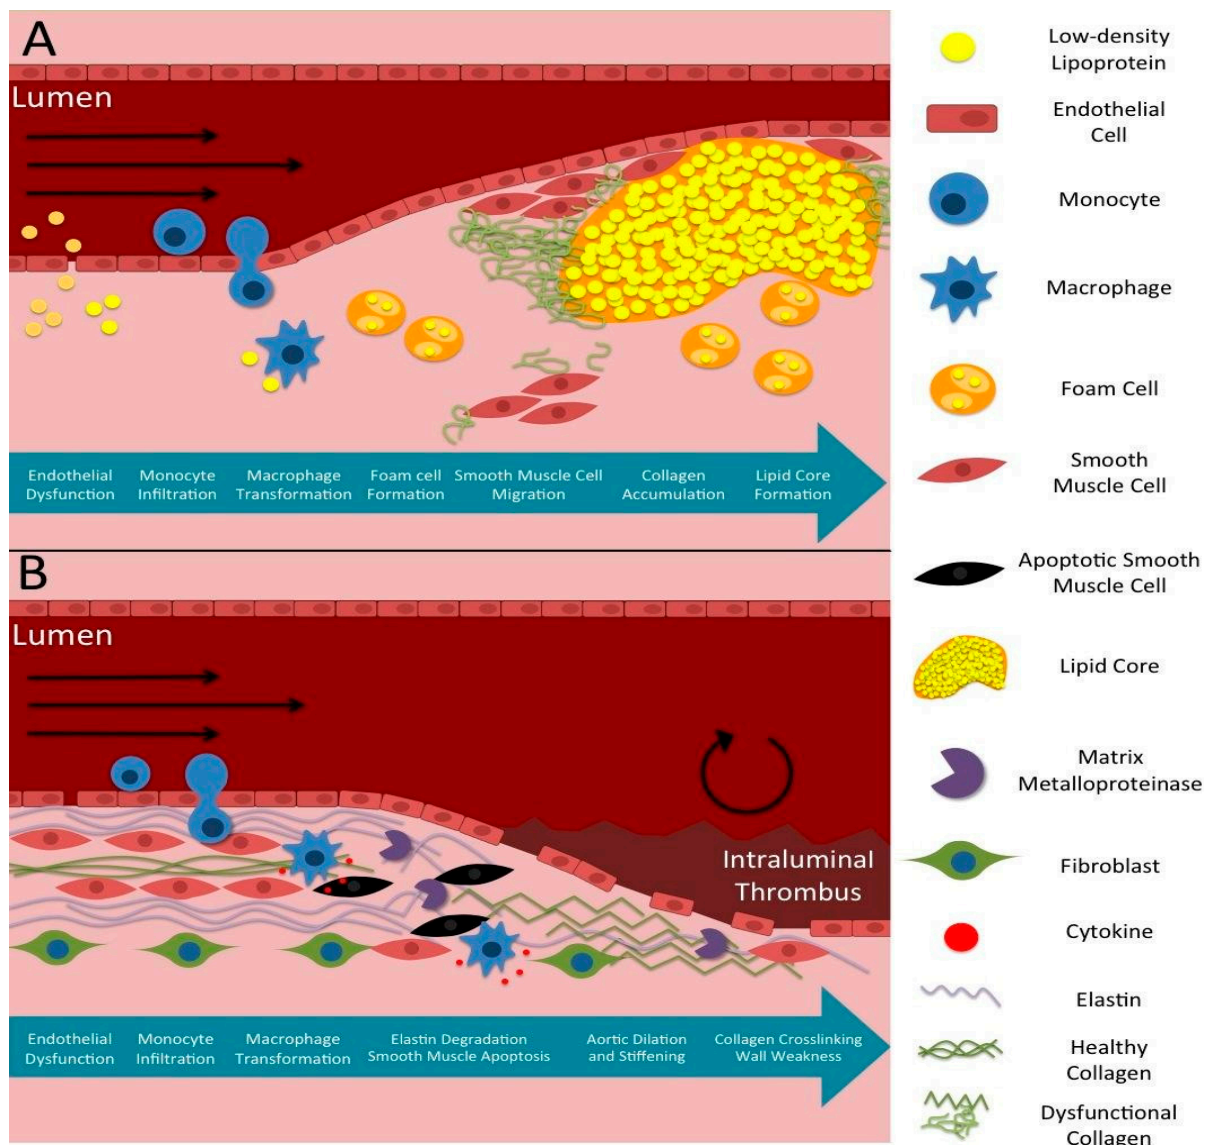 A
Lumen
Endothelial
Dysfunction
Monocyte
Infiltration
Macrophage
Transformation
Foam cell
Formation
Smooth Muscle Cell
Migration
Collagen
Accumulation
Lipid Core
Formation
B
Lumen
Intraluminal
Thrombus
Endothelial
Dysfunction
Monocyte
Infiltration
Macrophage
Transformation
Elastin Degradation
Smooth Muscle Apoptosis
Aortic Dilation
and Stiffening
Collagen Crosslinking
Wall Weakness
Low-density
Lipoprotein
Endothelial
Cell
Monocyte
Macrophage
Foam Cell
Smooth
Muscle Cell
Apoptotic Smooth
Muscle Cell
Lipid Core
Matrix
Metalloproteinase
Fibroblast
Cytokine
Elastin
Healthy
Collagen
Dysfunctional
Collagen